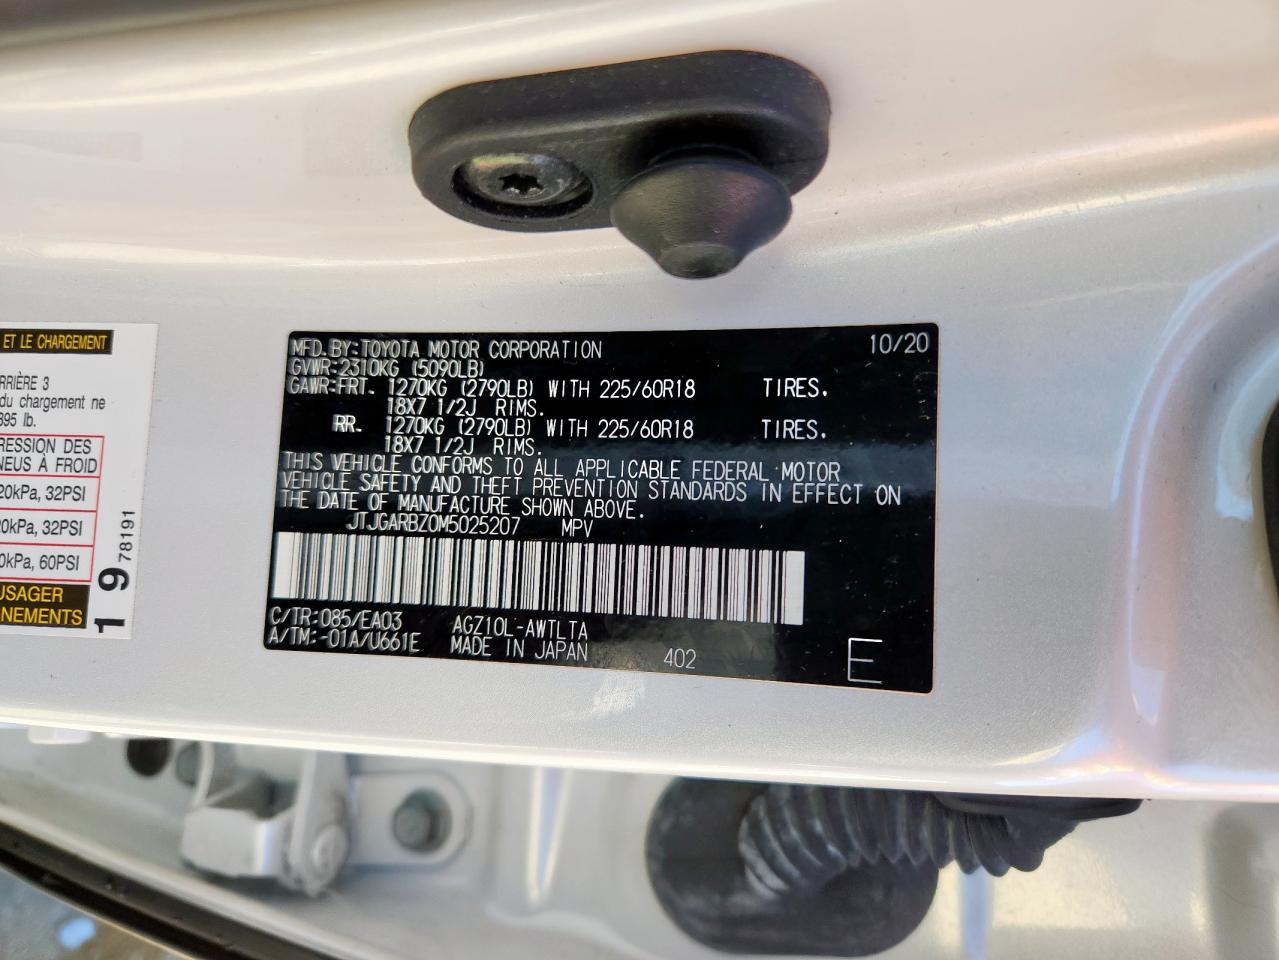 ET LE CHARGEMENT
RRIÈRE 3
du chargement ne
395 lb.
RESSION DES
NEUS À FROID
20kPa, 32PSI
20kPa, 32PSI
0kPa, 60PSI
USAGER
NEMENTS
1 9 78191
MFD. BY: TOYOTA MOTOR CORPORATION 10/20
GVWR: 2310KG (5090LB)
GAWR: FRT. 1270KG (2790LB) WITH 225/60R18 TIRES.
18X7 1/2J RIMS.
RR. 1270KG (2790LB) WITH 225/60R18 TIRES.
18X7 1/2J RIMS.
THIS VEHICLE CONFORMS TO ALL APPLICABLE FEDERAL MOTOR
VEHICLE SAFETY AND THEFT PREVENTION STANDARDS IN EFFECT ON
THE DATE OF MANUFACTURE SHOWN ABOVE.
JTJGARBZ0M5025207 MPV
C/TR: 085/EA03 AGZ10L-AWTLTA
A/TM: -01A/U661E MADE IN JAPAN 402 E